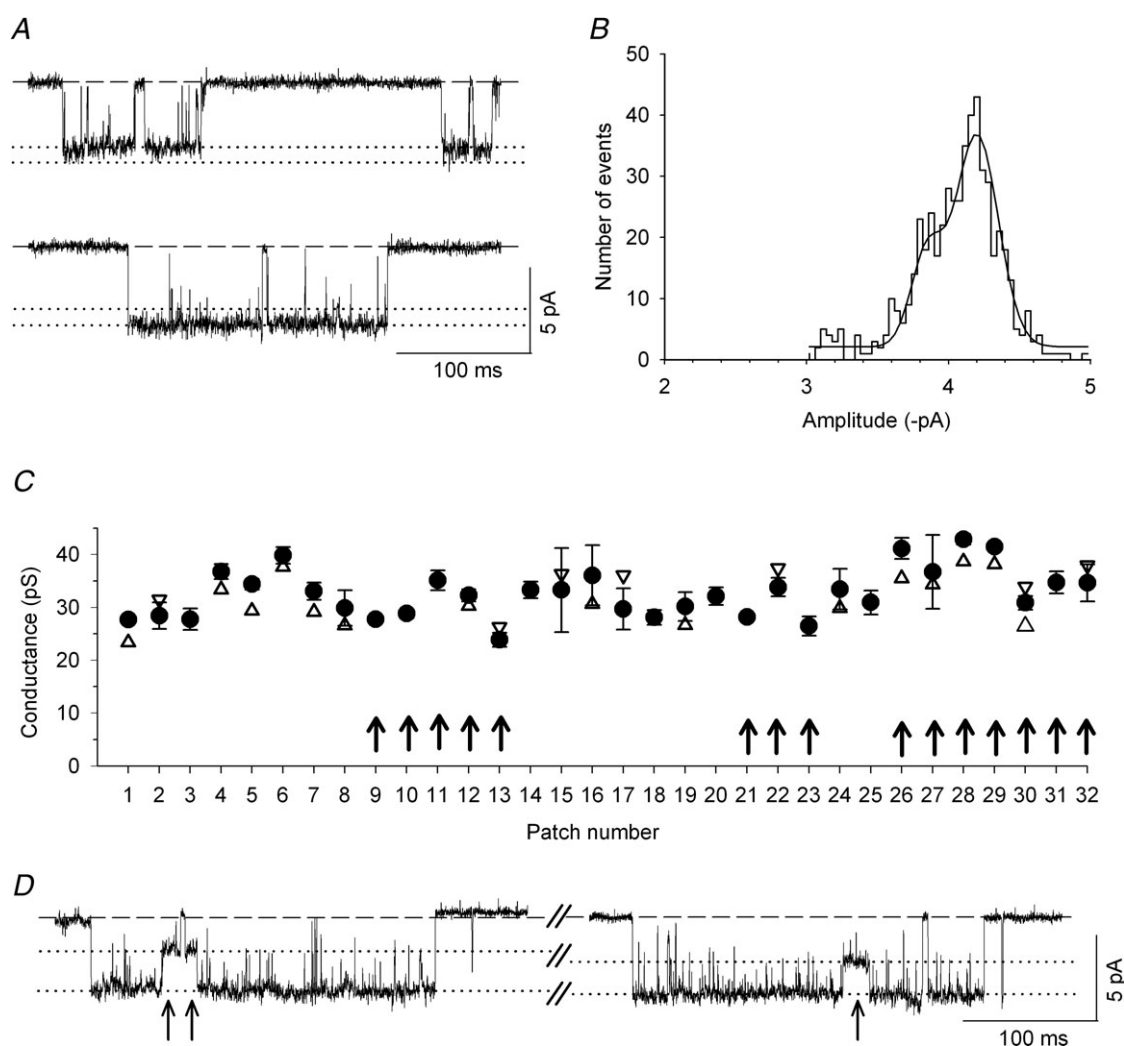 A
5 pA
100 ms
B
50
40
30
20
10
0
Number of events
2 3 4 5
Amplitude (-pA)
C
40
30
20
10
0
Conductance (pS)
1 2 3 4 5 6 7 8 9 10 11 12 13 14 15 16 17 18 19 20 21 22 23 24 25 26 27 28 29 30 31 32
Patch number
D
5 pA
100 ms